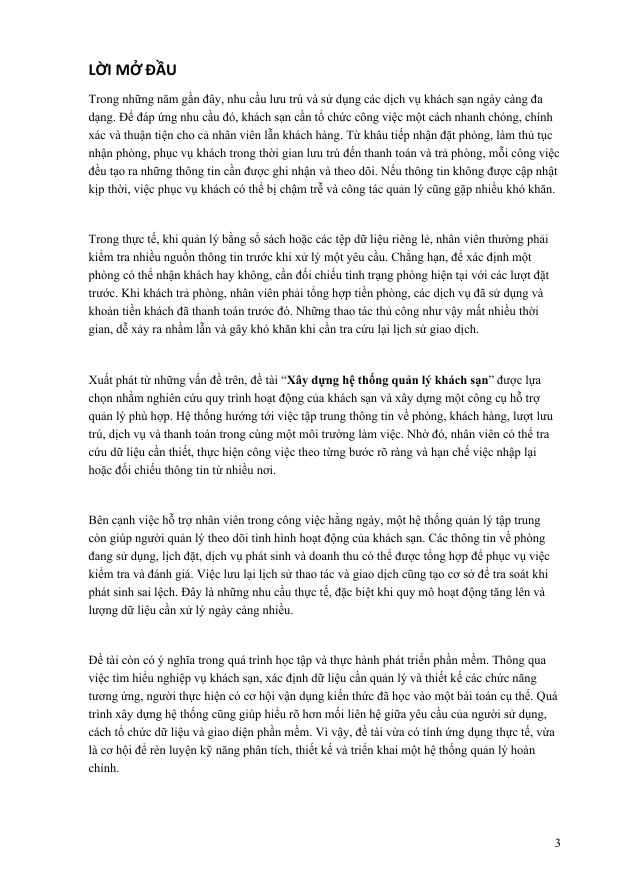 LỜI MỞ ĐẦU
Trong những năm gần đây, nhu cầu lưu trú và sử dụng các dịch vụ khách sạn ngày càng đa
dạng. Để đáp ứng nhu cầu đó, khách sạn cần tổ chức công việc một cách nhanh chóng, chính
xác và thuận tiện cho cả nhân viên lẫn khách hàng. Từ khâu tiếp nhận đặt phòng, làm thủ tục
nhận phòng, phục vụ khách trong thời gian lưu trú đến thanh toán và trả phòng, mỗi công việc
đều tạo ra những thông tin cần được ghi nhận và theo dõi. Nếu thông tin không được cập nhật
kịp thời, việc phục vụ khách có thể bị chậm trễ và công tác quản lý cũng gặp nhiều khó khăn.
Trong thực tế, khi quản lý bằng sổ sách hoặc các tệp dữ liệu riêng lẻ, nhân viên thường phải
kiểm tra nhiều nguồn thông tin trước khi xử lý một yêu cầu. Chẳng hạn, để xác định một
phòng có thể nhận khách hay không, cần đối chiếu tình trạng phòng hiện tại với các lượt đặt
trước. Khi khách trả phòng, nhân viên phải tổng hợp tiền phòng, các dịch vụ đã sử dụng và
khoản tiền khách đã thanh toán trước đó. Những thao tác thủ công như vậy mất nhiều thời
gian, dễ xảy ra nhầm lẫn và gây khó khăn khi cần tra cứu lại lịch sử giao dịch.
Xuất phát từ những vấn đề trên, đề tài “Xây dựng hệ thống quản lý khách sạn” được lựa
chọn nhằm nghiên cứu quy trình hoạt động của khách sạn và xây dựng một công cụ hỗ trợ
quản lý phù hợp. Hệ thống hướng tới việc tập trung thông tin về phòng, khách hàng, lượt lưu
trú, dịch vụ và thanh toán trong cùng một môi trường làm việc. Nhờ đó, nhân viên có thể tra
cứu dữ liệu cần thiết, thực hiện công việc theo từng bước rõ ràng và hạn chế việc nhập lại
hoặc đối chiếu thông tin từ nhiều nơi.
Bên cạnh việc hỗ trợ nhân viên trong công việc hằng ngày, một hệ thống quản lý tập trung
còn giúp người quản lý theo dõi tình hình hoạt động của khách sạn. Các thông tin về phòng
đang sử dụng, lịch đặt, dịch vụ phát sinh và doanh thu có thể được tổng hợp để phục vụ việc
kiểm tra và đánh giá. Việc lưu lại lịch sử thao tác và giao dịch cũng tạo cơ sở để rà soát khi
phát sinh sai lệch. Đây là những nhu cầu thực tế, đặc biệt khi quy mô hoạt động tăng lên và
lượng dữ liệu cần xử lý ngày càng nhiều.
Đề tài còn có ý nghĩa trong quá trình học tập và thực hành phát triển phần mềm. Thông qua
việc tìm hiểu nghiệp vụ khách sạn, xác định dữ liệu cần quản lý và thiết kế các chức năng
tương ứng, người thực hiện có cơ hội vận dụng kiến thức đã học vào một bài toán cụ thể. Quá
trình xây dựng hệ thống cũng giúp hiểu rõ hơn mối liên hệ giữa yêu cầu của người sử dụng,
cách tổ chức dữ liệu và giao diện phần mềm. Vì vậy, đề tài vừa có tính ứng dụng thực tế, vừa
là cơ hội để rèn luyện kỹ năng phân tích, thiết kế và triển khai một hệ thống quản lý hoàn
chỉnh.
3